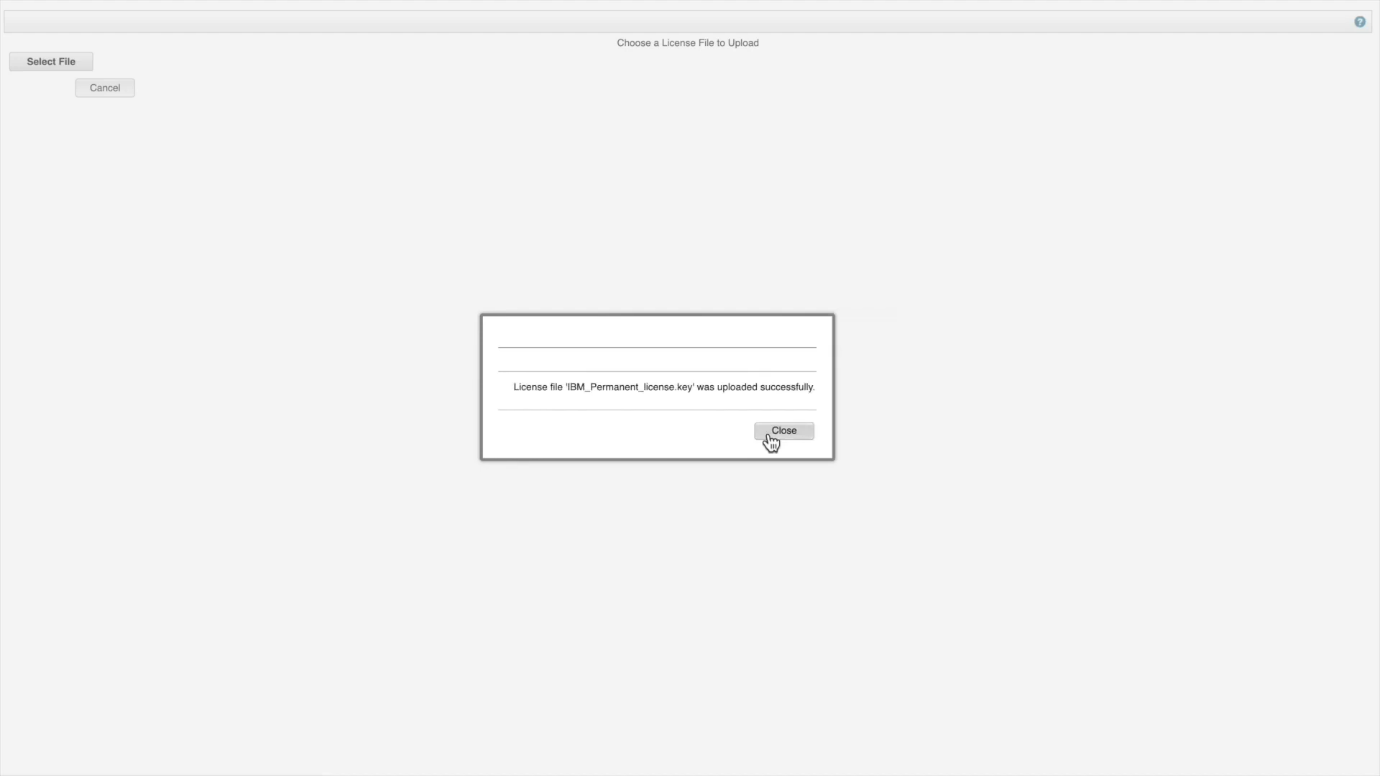 ?
Choose a License File to Upload
Select File
Cancel
License file 'IBM_Permanent_license.key' was uploaded successfully.
Close